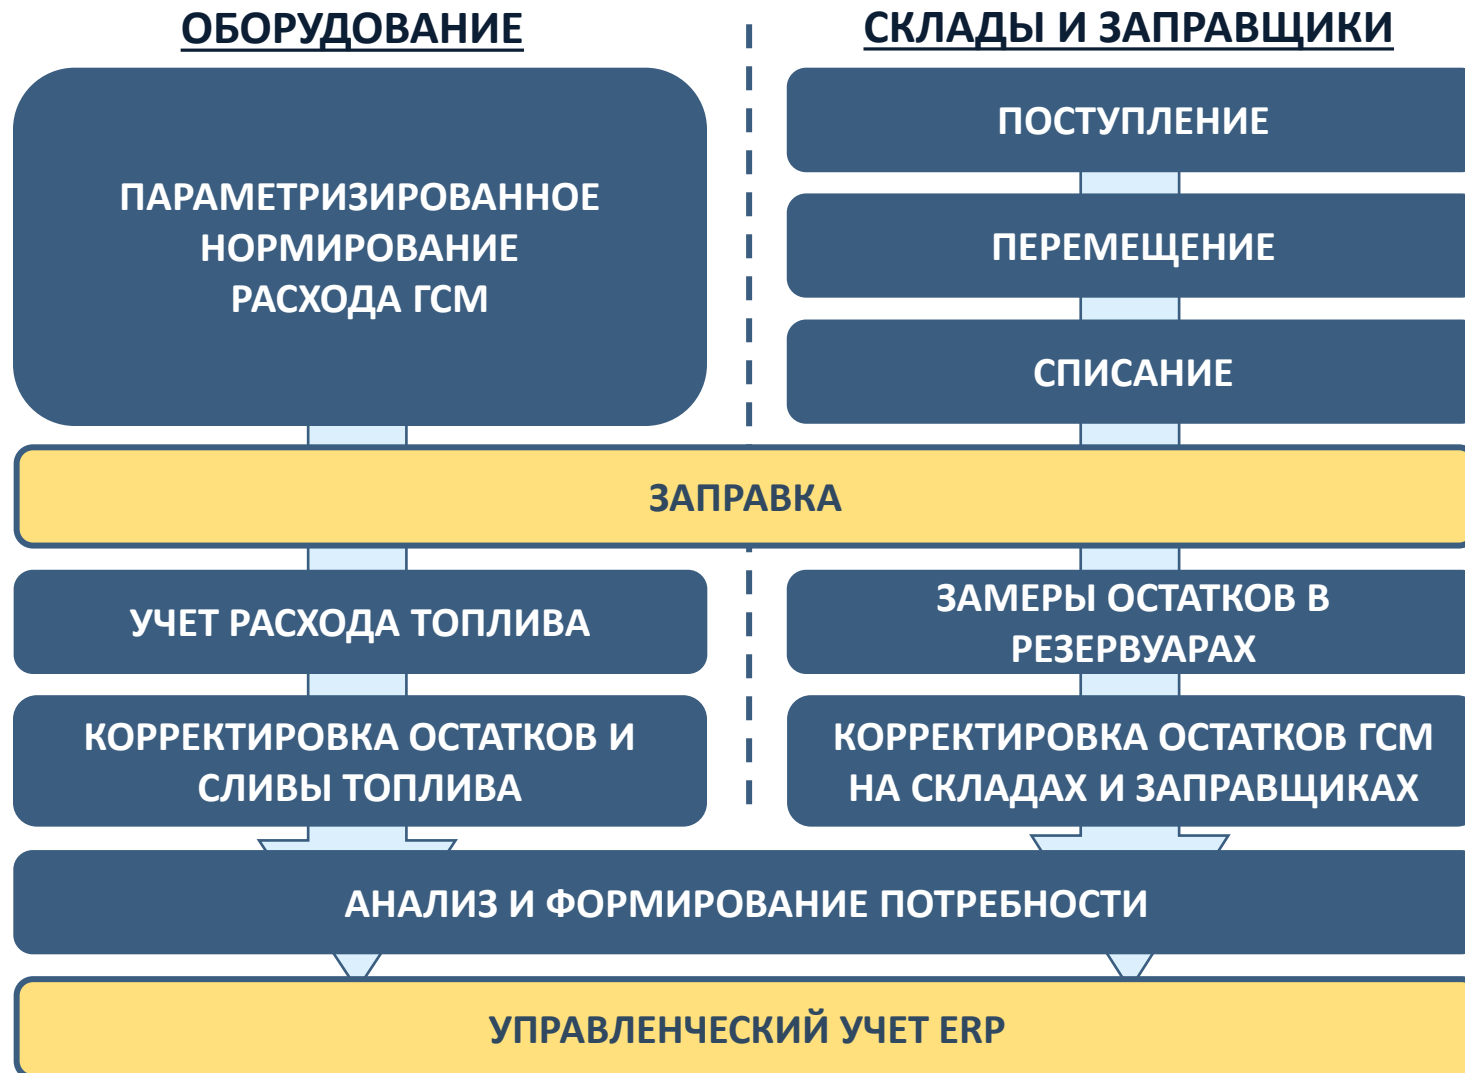 ОБОРУДОВАНИЕ
СКЛАДЫ И ЗАПРАВЩИКИ
ПАРАМЕТРИЗИРОВАННОЕ
НОРМИРОВАНИЕ
РАСХОДА ГСМ
ПОСТУПЛЕНИЕ
ПЕРЕМЕЩЕНИЕ
СПИСАНИЕ
ЗАПРАВКА
УЧЕТ РАСХОДА ТОПЛИВА
ЗАМЕРЫ ОСТАТКОВ В
РЕЗЕРВУАРАХ
КОРРЕКТИРОВКА ОСТАТКОВ И
СЛИВЫ ТОПЛИВА
КОРРЕКТИРОВКА ОСТАТКОВ ГСМ
НА СКЛАДАХ И ЗАПРАВЩИКАХ
АНАЛИЗ И ФОРМИРОВАНИЕ ПОТРЕБНОСТИ
УПРАВЛЕНЧЕСКИЙ УЧЕТ ERP